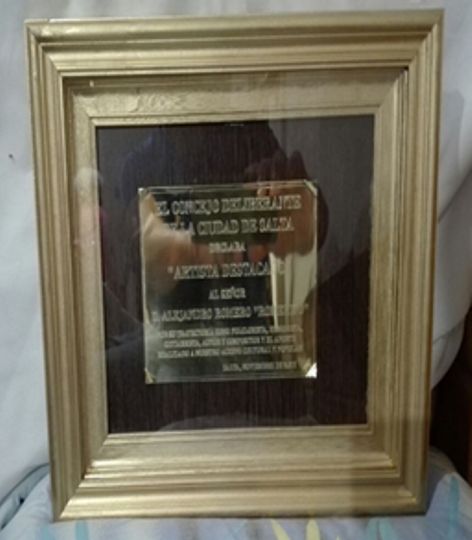 EL CONCEJO DELIBERANTE
LA CIUDAD DE SALTA
DECLARA
"ARTISTA DESTACADO"
AL SEÑOR
D. ALEJANDRO ROMERO
POR SU TRAYECTORIA COMO
GUITARRISTA, AUTOR Y COMPOSITOR Y EL APORTE
REALIZADO A NUESTRO ACERVO CULTURAL Y POPULAR
SALTA, NOVIEMBRE DE